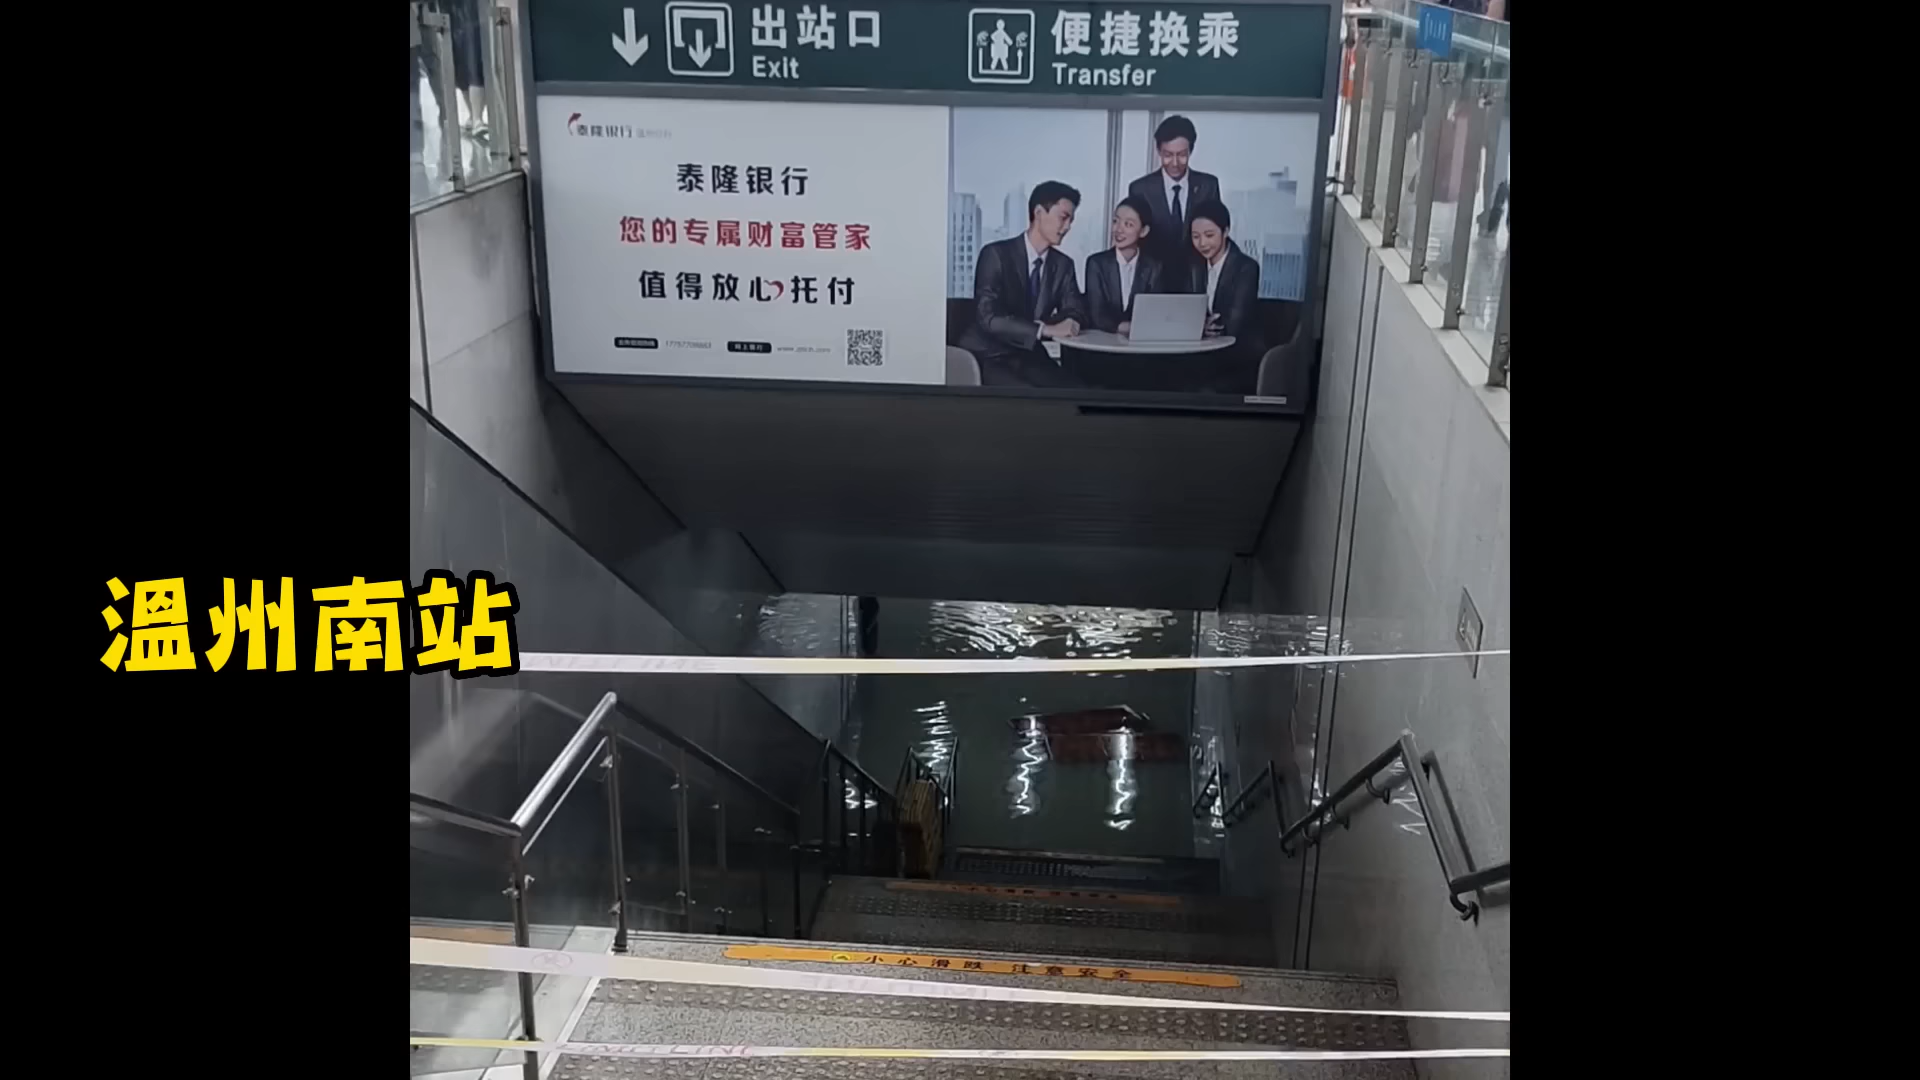 出站口
Exit
便捷换乘
Transfer
泰隆银行
泰隆银行
您的专属财富管家
值得放心托付
溫州南站
小心滑跌 注意安全